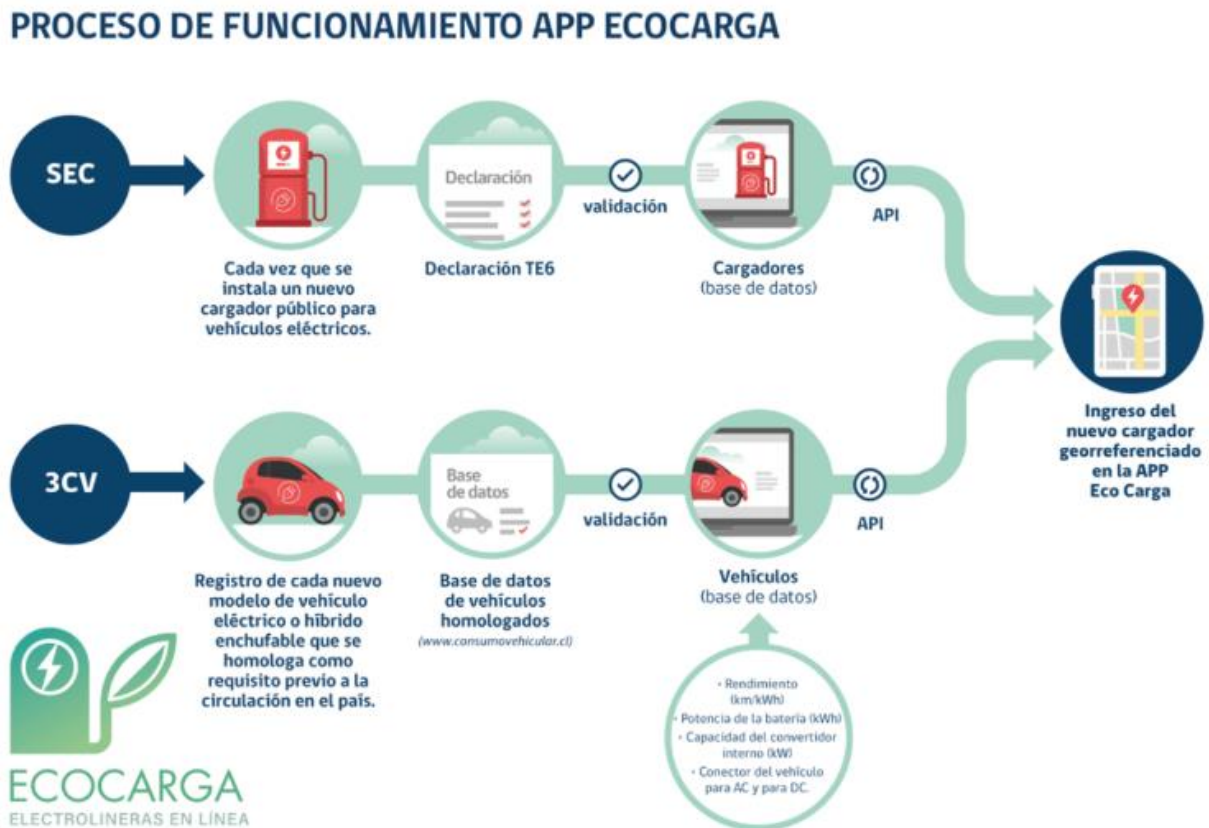 PROCESO DE FUNCIONAMIENTO APP ECOCARGA
SEC
Cada vez que se
instala un nuevo
cargador público para
vehículos eléctricos.
Declaración
Declaración TE6
validación
Cargadores
(base de datos)
API
Ingreso del
nuevo cargador
georreferenciado
en la APP
Eco Carga
3CV
Registro de cada nuevo
modelo de vehículo
eléctrico o híbrido
enchufable que se
homologa como
requisito previo a la
circulación en el país.
Base
de datos
Base de datos
de vehículos
homologados
(www.consumovehicular.cl)
validación
Vehículos
(base de datos)
API
• Rendimiento
(km/kWh)
• Potencia de la batería (kWh)
• Capacidad del convertidor
interno (kW)
• Conector del vehículo
para AC y para DC.
ECOCARGA
ELECTROLINERAS EN LÍNEA